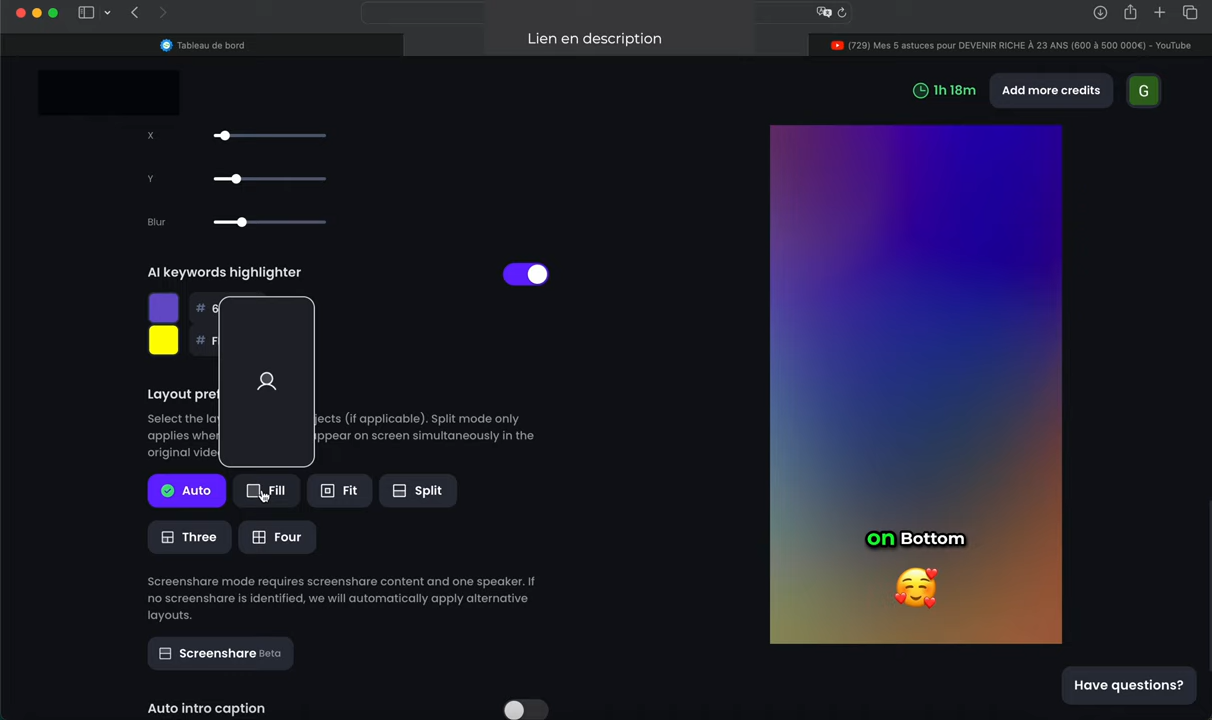 Tableau de bord
Lien en description
(729) Mes 5 astuces pour DEVENIR RICHE À 23 ANS (600 à 500 000€) - YouTube
1h 18m
Add more credits
G
X
Y
Blur
AI keywords highlighter
# 6
# F
Layout pref
Select the la jects (if applicable). Split mode only
applies whe appear on screen simultaneously in the
original vide
Auto
Fill
Fit
Split
Three
Four
Screenshare mode requires screenshare content and one speaker. If
no screenshare is identified, we will automatically apply alternative
layouts.
Screenshare Beta
Auto intro caption
on Bottom
Have questions?